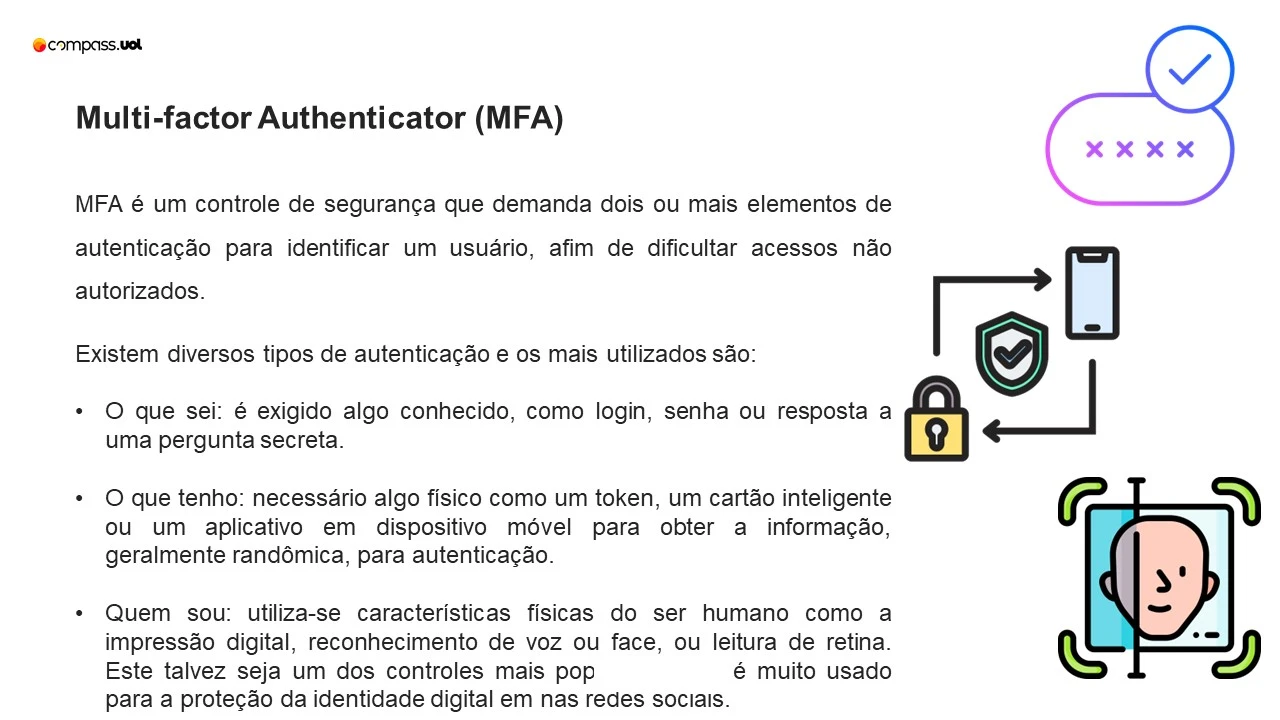 compass.uol
Multi-factor Authenticator (MFA)
MFA é um controle de segurança que demanda dois ou mais elementos de
autenticação para identificar um usuário, afim de dificultar acessos não
autorizados.
Existem diversos tipos de autenticação e os mais utilizados são:
• O que sei: é exigido algo conhecido, como login, senha ou resposta a
uma pergunta secreta.
• O que tenho: necessário algo físico como um token, um cartão inteligente
ou um aplicativo em dispositivo móvel para obter a informação,
geralmente randômica, para autenticação.
• Quem sou: utiliza-se características físicas do ser humano como a
impressão digital, reconhecimento de voz ou face, ou leitura de retina.
Este talvez seja um dos controles mais pop é muito usado
para a proteção da identidade digital em nas redes sociais.